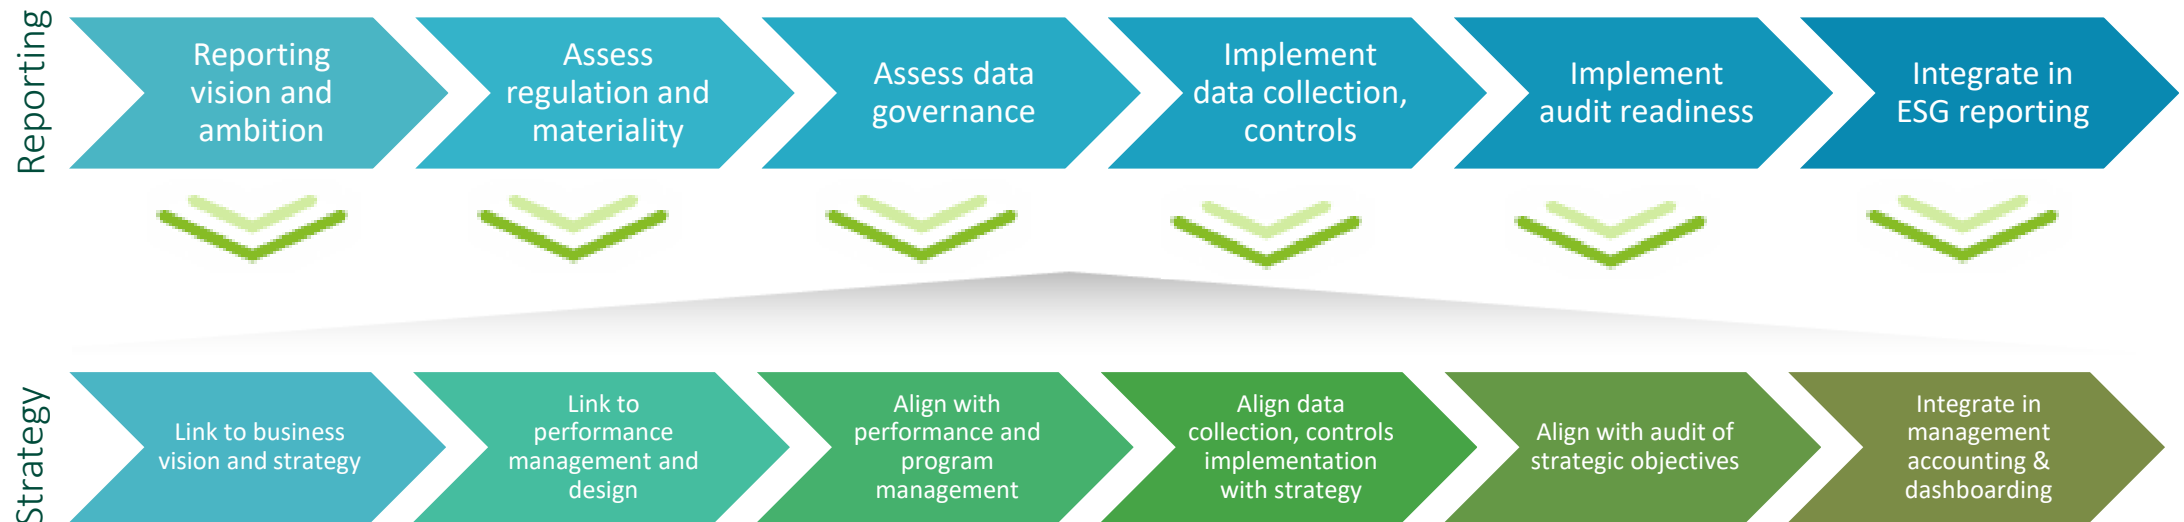 Reporting
Reporting
vision and
ambition
Assess
regulation and
materiality
Assess data
governance
Implement
data collection,
controls
Implement
audit readiness
Integrate in
ESG reporting
Strategy
Link to business
vision and strategy
Link to
performance
management and
design
Align with
performance and
program
management
Align data
collection, controls
implementation
with strategy
Align with audit of
strategic objectives
Integrate in
management
accounting &
dashboarding